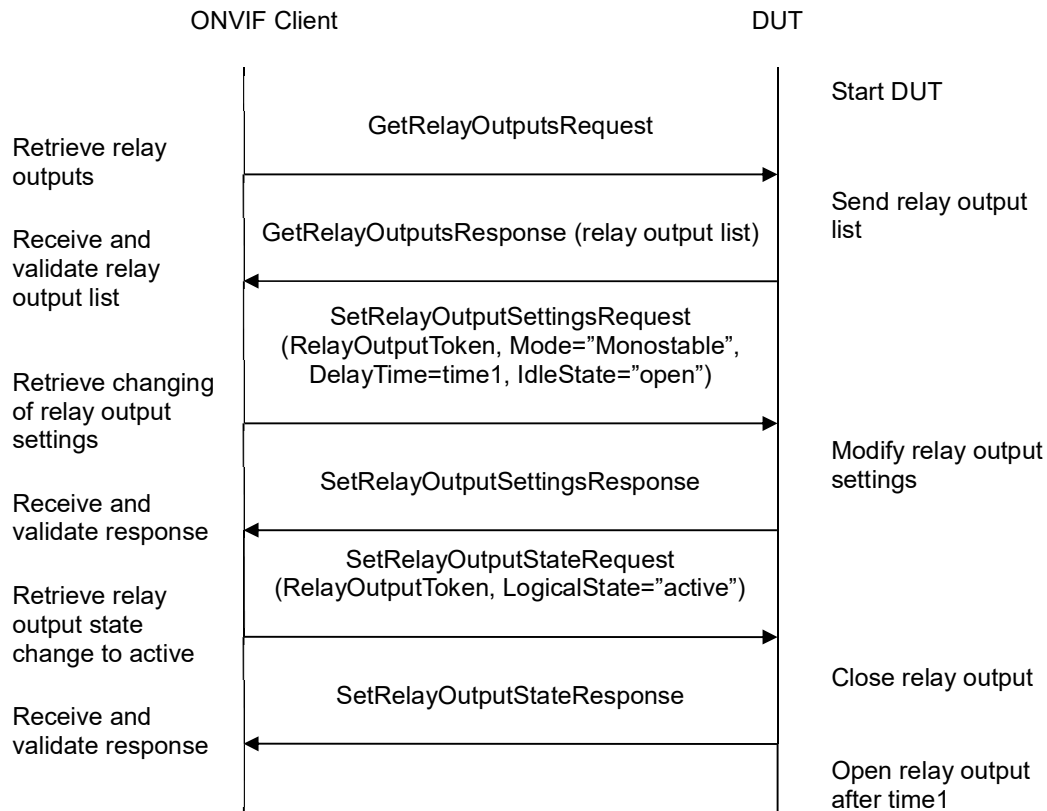 ONVIF Client
DUT
Start DUT
GetRelayOutputsRequest
Retrieve relay
outputs
Send relay output
list
GetRelayOutputsResponse (relay output list)
Receive and
validate relay
output list
SetRelayOutputSettingsRequest
(RelayOutputToken, Mode=”Monostable”,
DelayTime=time1, IdleState=”open”)
Retrieve changing
of relay output
settings
Modify relay output
settings
SetRelayOutputSettingsResponse
Receive and
validate response
SetRelayOutputStateRequest
(RelayOutputToken, LogicalState=”active”)
Retrieve relay
output state
change to active
Close relay output
SetRelayOutputStateResponse
Receive and
validate response
Open relay output
after time1